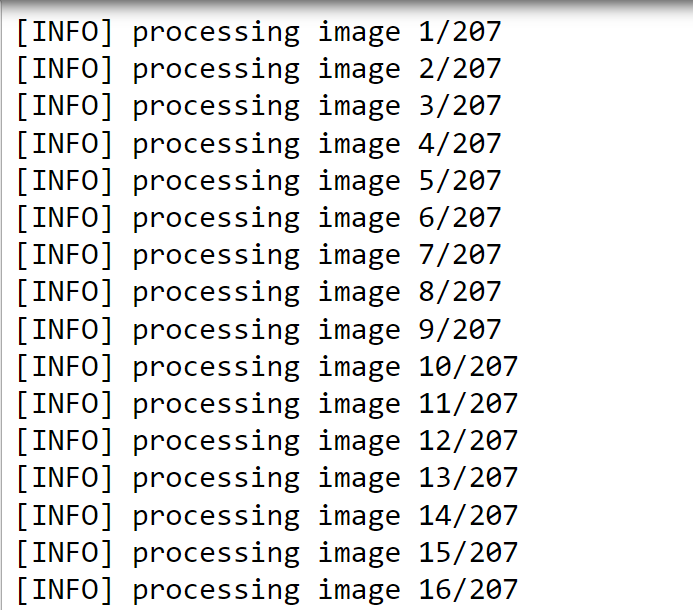 [INFO] processing image 1/207
[INFO] processing image 2/207
[INFO] processing image 3/207
[INFO] processing image 4/207
[INFO] processing image 5/207
[INFO] processing image 6/207
[INFO] processing image 7/207
[INFO] processing image 8/207
[INFO] processing image 9/207
[INFO] processing image 10/207
[INFO] processing image 11/207
[INFO] processing image 12/207
[INFO] processing image 13/207
[INFO] processing image 14/207
[INFO] processing image 15/207
[INFO] processing image 16/207